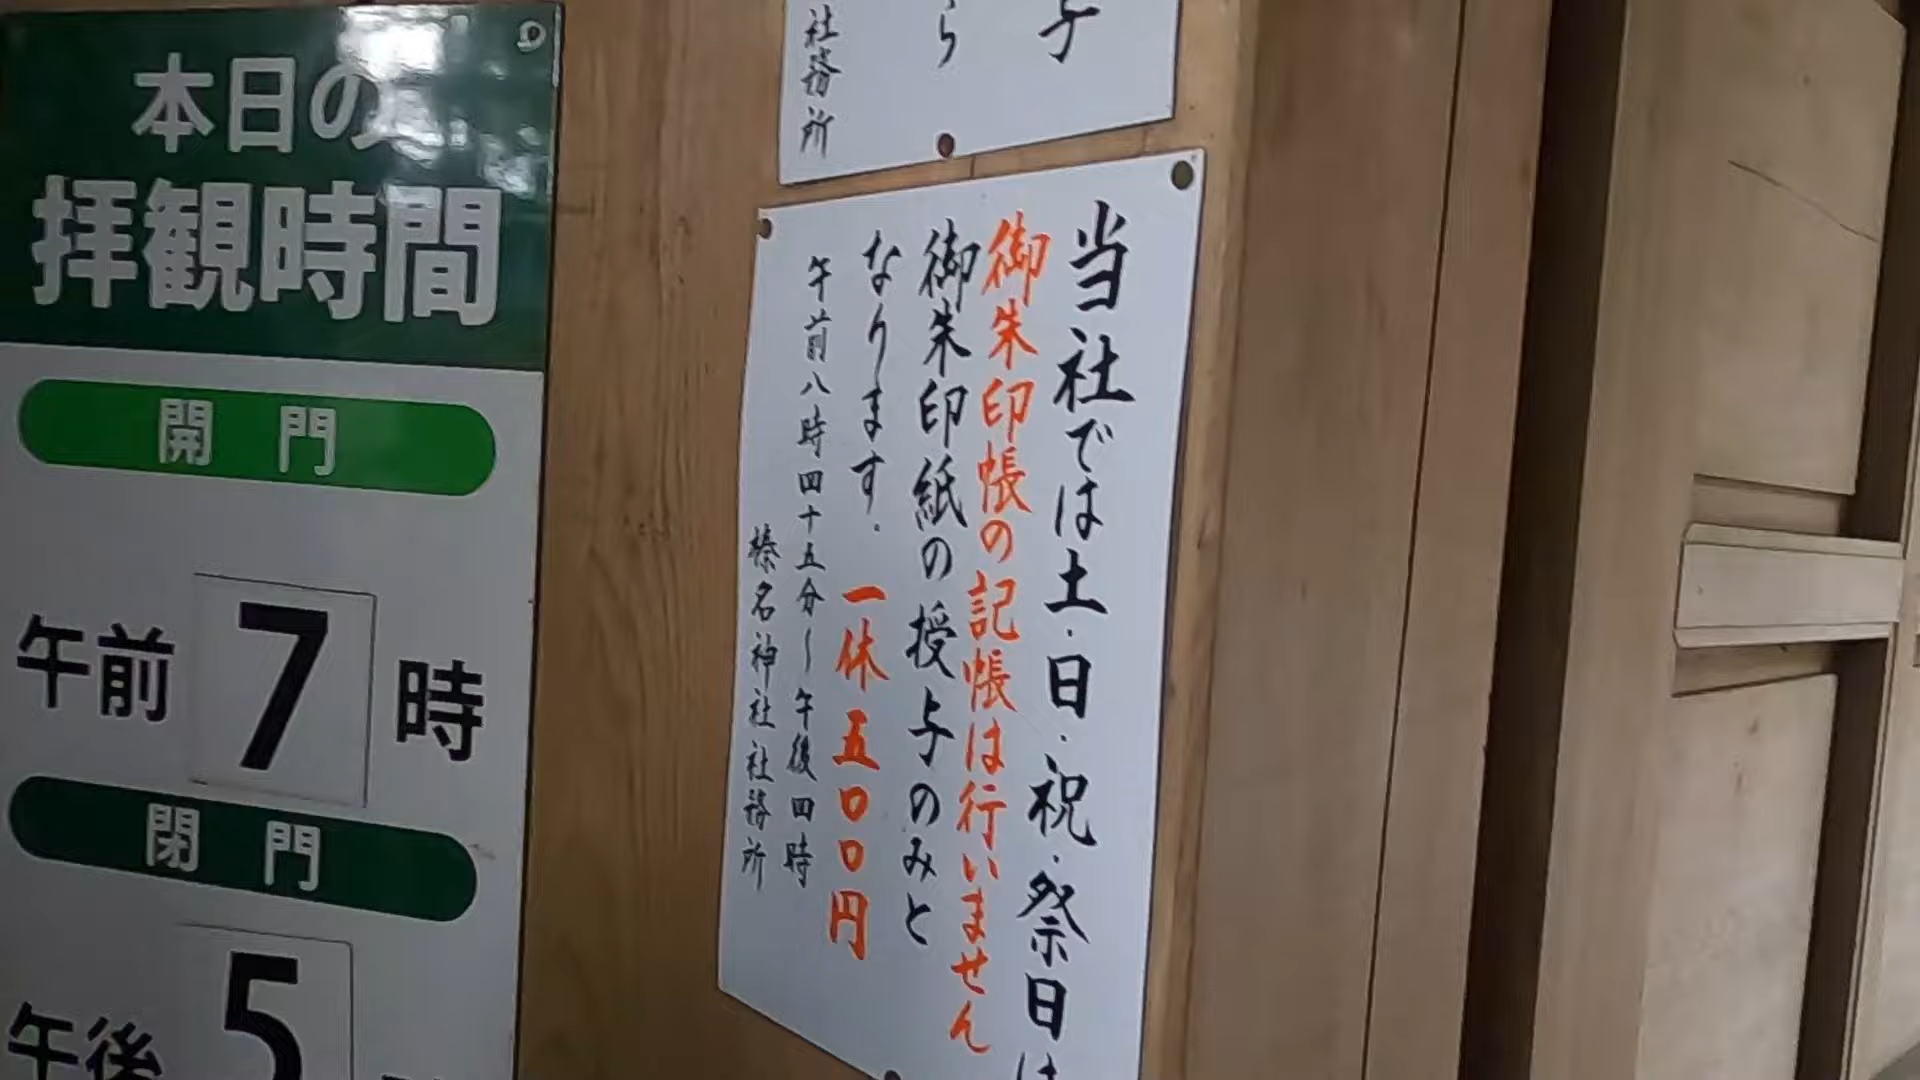 本日の
拝観時間
開門
午前7時
閉門
午後5
社務所
当社では土・日・祝・祭日は
御朱印帳の記帳は行いません
御朱印紙の授与のみと
なります。
一体 五〇〇円
午前八時四十五分〜午後四時
榛名神社社務所